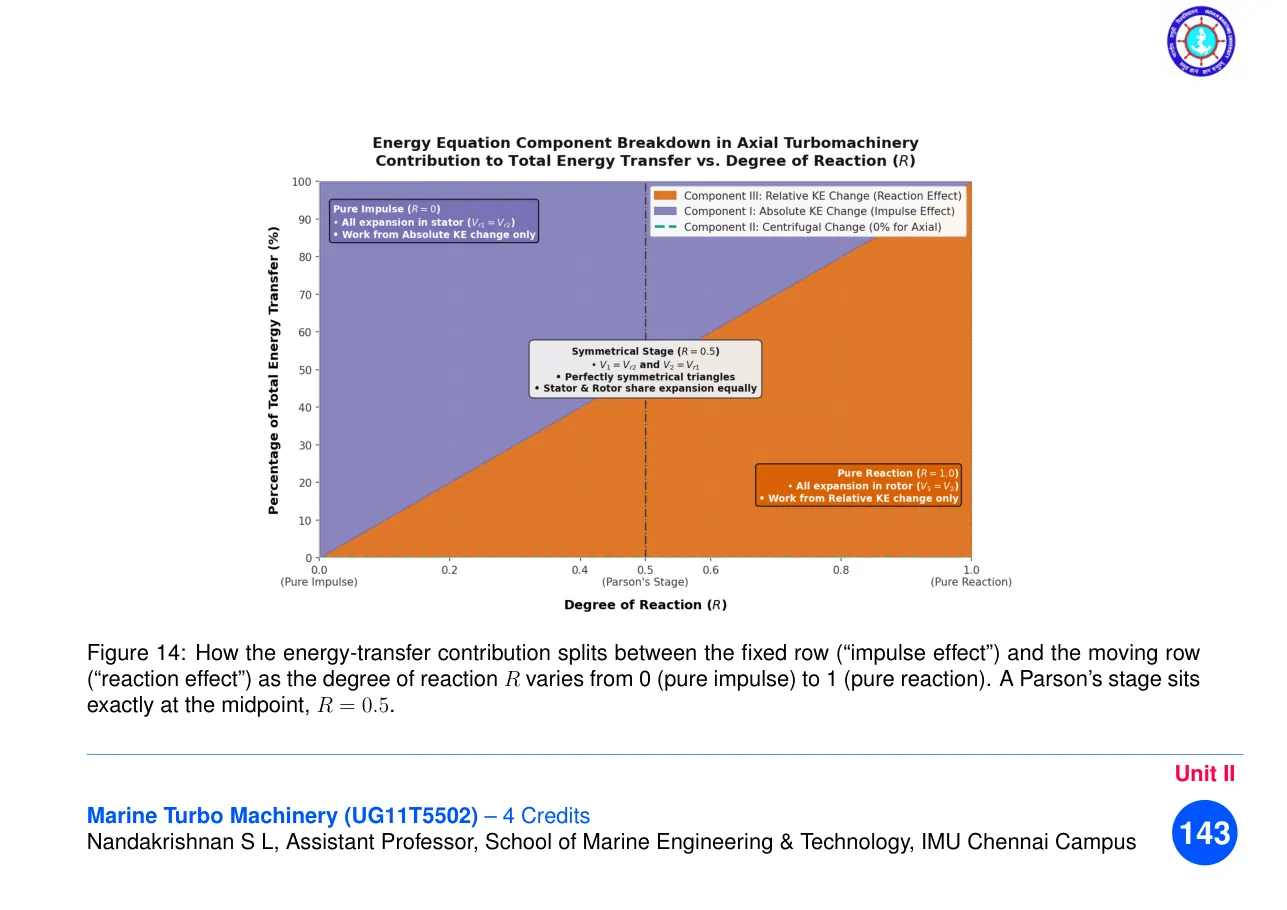 Energy Equation Component Breakdown in Axial Turbomachinery
Contribution to Total Energy Transfer vs. Degree of Reaction (R)
Percentage of Total Energy Transfer (%)
100
90
80
70
60
50
40
30
20
10
0
Pure Impulse (R = 0)
• All expansion in stator (Vr1 = Vr2)
• Work from Absolute KE change only
Component III: Relative KE Change (Reaction Effect)
Component I: Absolute KE Change (Impulse Effect)
Component II: Centrifugal Change (0% for Axial)
Symmetrical Stage (R = 0.5)
• V1 = Vr2 and V2 = Vr1
• Perfectly symmetrical triangles
• Stator & Rotor share expansion equally
Pure Reaction (R = 1.0)
• All expansion in rotor (V1 = V2)
• Work from Relative KE change only
0.0 0.2 0.4 0.5 0.6 0.8 1.0
(Pure Impulse) (Parson's Stage) (Pure Reaction)
Degree of Reaction (R)
Figure 14: How the energy-transfer contribution splits between the fixed row (“impulse effect”) and the moving row
(“reaction effect”) as the degree of reaction R varies from 0 (pure impulse) to 1 (pure reaction). A Parson’s stage sits
exactly at the midpoint, R = 0.5.
Unit II
Marine Turbo Machinery (UG11T5502) – 4 Credits
Nandakrishnan S L, Assistant Professor, School of Marine Engineering & Technology, IMU Chennai Campus
143